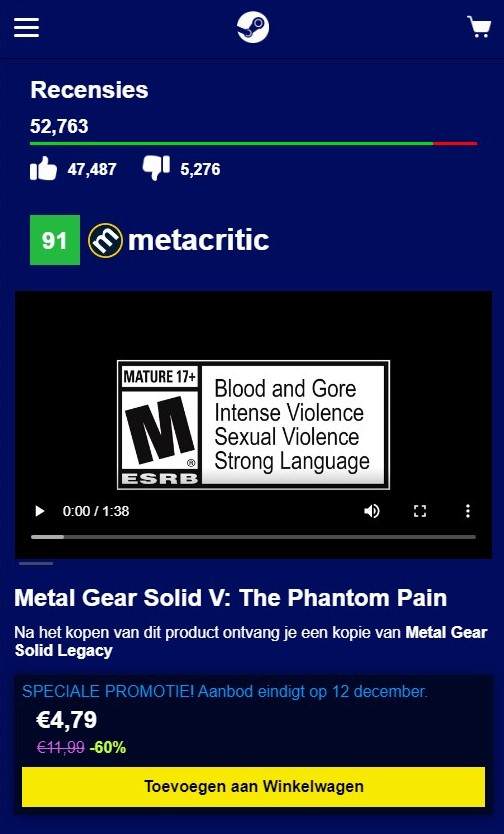 Recensies
52,763
47,487 5,276
91 metacritic
MATURE 17+
M
®
ESRB
Blood and Gore
Intense Violence
Sexual Violence
Strong Language
0:00 / 1:38
Metal Gear Solid V: The Phantom Pain
Na het kopen van dit product ontvang je een kopie van Metal Gear
Solid Legacy
SPECIALE PROMOTIE! Aanbod eindigt op 12 december.
€4,79
€11,99 -60%
Toevoegen aan Winkelwagen